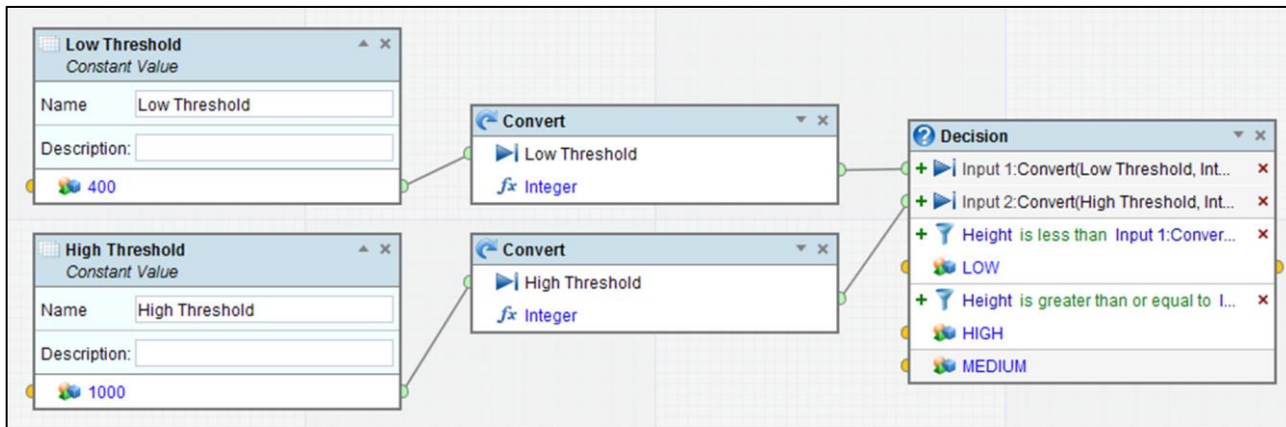 Low Threshold
Constant Value
Name Low Threshold
Description:
400
High Threshold
Constant Value
Name High Threshold
Description:
1000
Convert
Low Threshold
fx Integer
Convert
High Threshold
fx Integer
Decision
Input 1:Convert(Low Threshold, Int...
Input 2:Convert(High Threshold, Int...
Height is less than Input 1:Conver...
LOW
Height is greater than or equal to I...
HIGH
MEDIUM